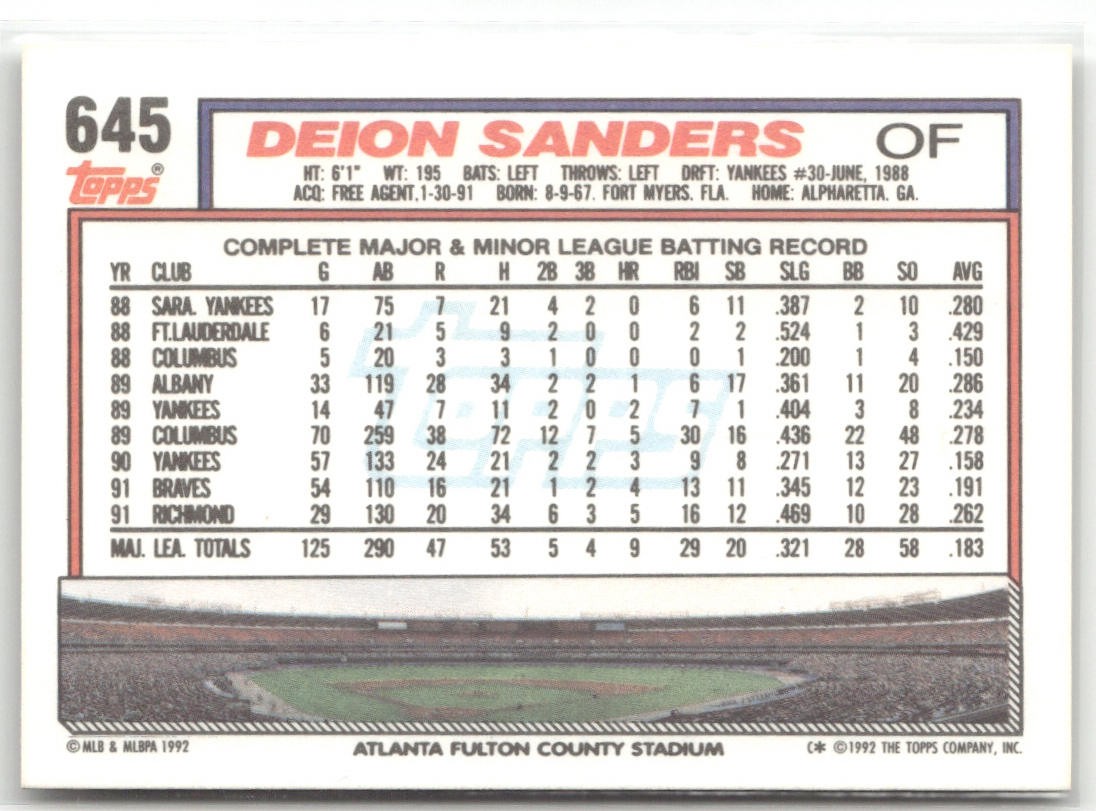 645
DEION SANDERS OF
topps®
HT: 6'1" WT: 195 BATS: LEFT THROWS: LEFT DRFT: YANKEES #30-JUNE, 1988
ACQ: FREE AGENT,1-30-91 BORN: 8-9-67, FORT MYERS, FLA. HOME: ALPHARETTA, GA.
COMPLETE MAJOR & MINOR LEAGUE BATTING RECORD
YR CLUB G AB R H 2B 3B HR RBI SB SLG BB SO AVG
88 SARA. YANKEES 17 75 7 21 4 2 0 6 11 .387 2 10 .280
88 FT.LAUDERDALE 6 21 5 9 2 0 0 2 2 .524 1 3 .429
88 COLUMBUS 5 20 3 3 1 0 0 0 1 .200 1 4 .150
89 ALBANY 33 119 28 34 2 2 1 6 17 .361 11 20 .286
89 YANKEES 14 47 7 11 2 0 2 7 1 .404 3 8 .234
89 COLUMBUS 70 259 38 72 12 7 5 30 16 .436 22 48 .278
90 YANKEES 57 133 24 21 2 2 3 9 8 .271 13 27 .158
91 BRAVES 54 110 16 21 1 2 4 13 11 .345 12 23 .191
91 RICHMOND 29 130 20 34 6 3 5 16 12 .469 10 28 .262
MAJ. LEA. TOTALS 125 290 47 53 5 4 9 29 20 .321 28 58 .183
topps
© MLB & MLBPA 1992 ATLANTA FULTON COUNTY STADIUM C* ©1992 THE TOPPS COMPANY, INC.